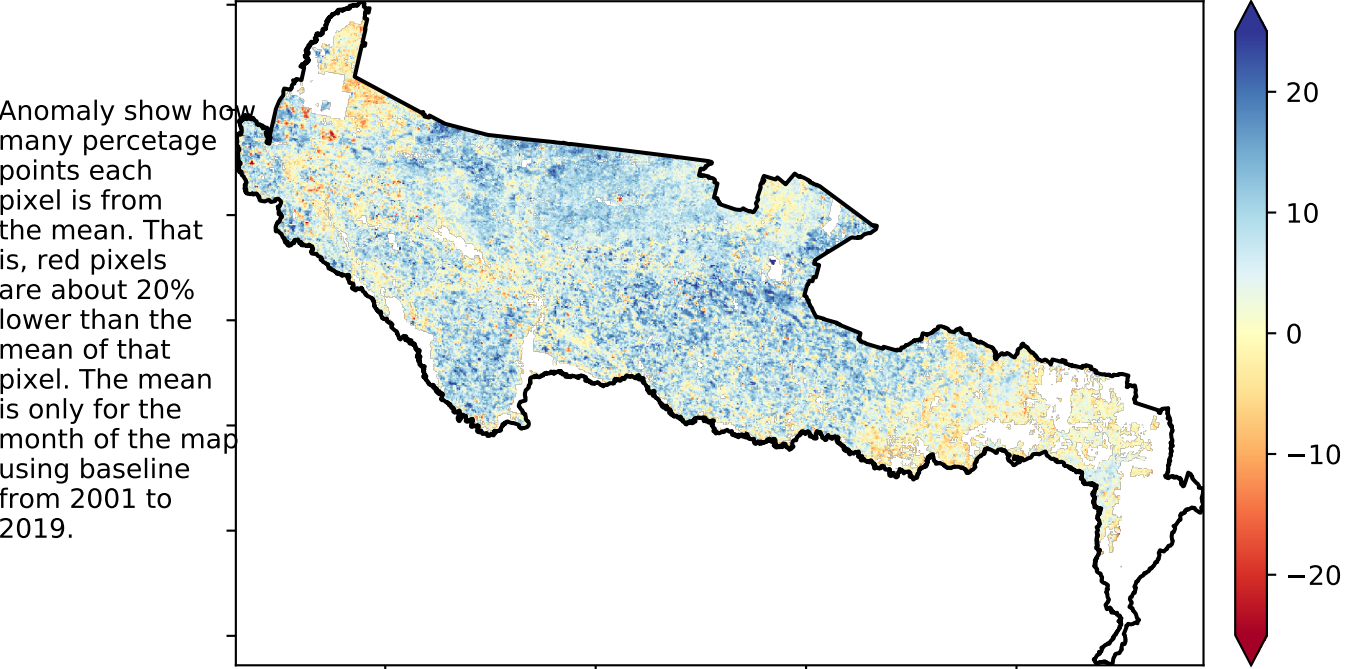 Anomaly show how
many percetage
points each
pixel is from
the mean. That
is, red pixels
are about 20%
lower than the
mean of that
pixel. The mean
is only for the
month of the map
using baseline
from 2001 to
2019.
20
10
0
−10
−20